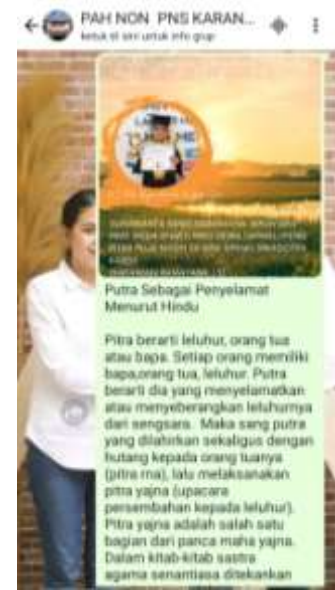 PAH NON PNS KARAN...
ketuk di sini untuk info grup
Putra Sebagai Penyelamat
Menurut Hindu
Pitra berarti leluhur, orang tua
atau bapa. Setiap orang memiliki
bapa,orang tua, leluhur. Putra
berarti dia yang menyelamatkan
atau menyeberangkan leluhurnya
dari sengsara. Maka sang putra
yang dilahirkan sekaligus dengan
hutang kepada orang tuanya
(pitra rna), lalu melaksanakan
pitra yajna (upacara
persembahan kepada leluhur).
Pitra yajna adalah salah satu
bagian dari panca maha yajna.
Dalam kitab-kitab sastra
agama senantiasa ditekankan